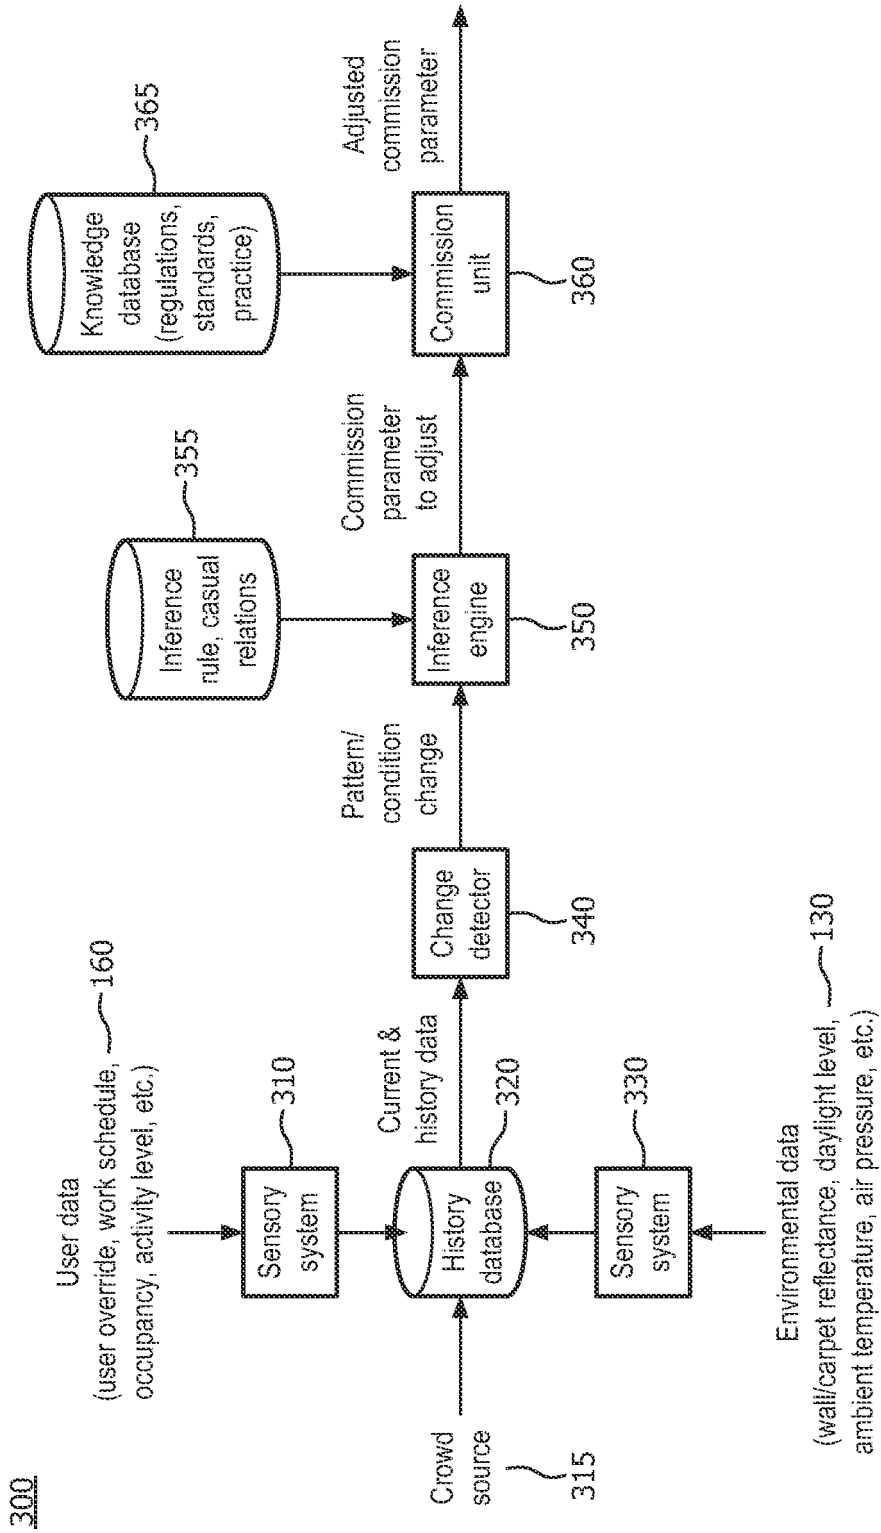 300
User data
(user override, work schedule,
occupancy, activity level, etc.)
160
Sensory
system
310
Crowd
source
315
History
database
320
Sensory
system
330
Environmental data
(wall/carpet reflectance, daylight level,
ambient temperature, air pressure, etc.)
130
Current &
history data
Change
detector
340
Pattern/
condition
change
Inference
rule, casual
relations
355
Inference
engine
350
Commission
parameter
to adjust
Knowledge
database
(regulations,
standards,
practice)
365
Commission
unit
360
Adjusted
commission
parameter